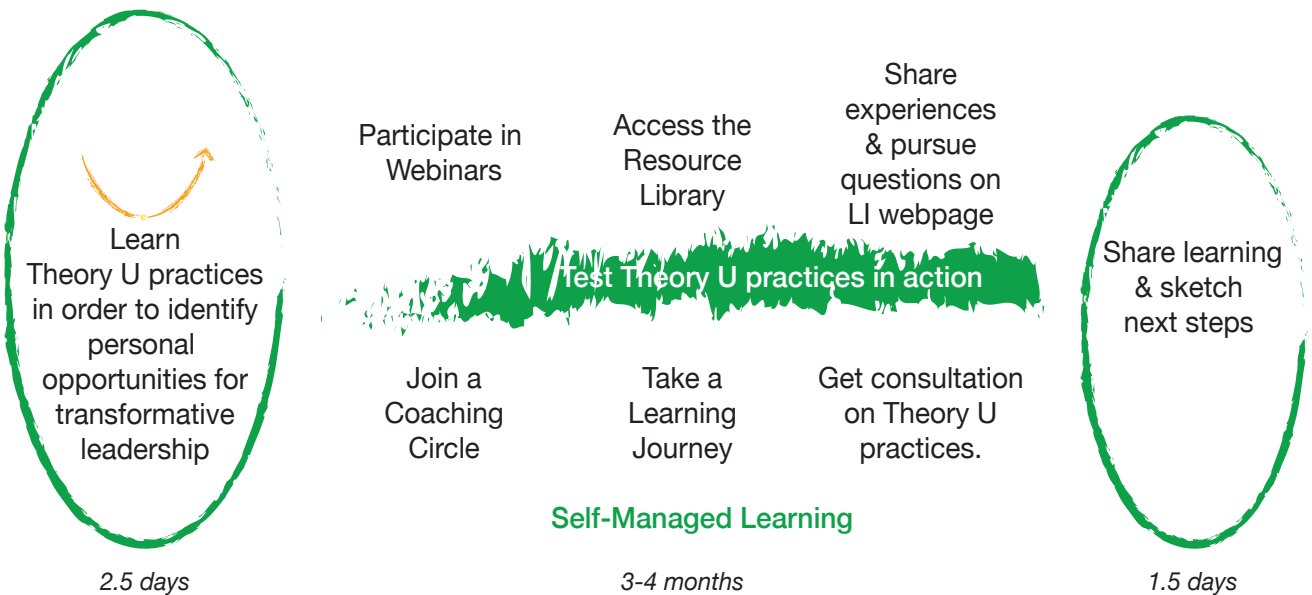 Learn
Theory U practices
in order to identify
personal
opportunities for
transformative
leadership
2.5 days
Participate in
Webinars
Access the
Resource
Library
Share
experiences
& pursue
questions on
LI webpage
Test Theory U practices in action
Join a
Coaching
Circle
Take a
Learning
Journey
Get consultation
on Theory U
practices.
Self-Managed Learning
3-4 months
Share learning
& sketch
next steps
1.5 days